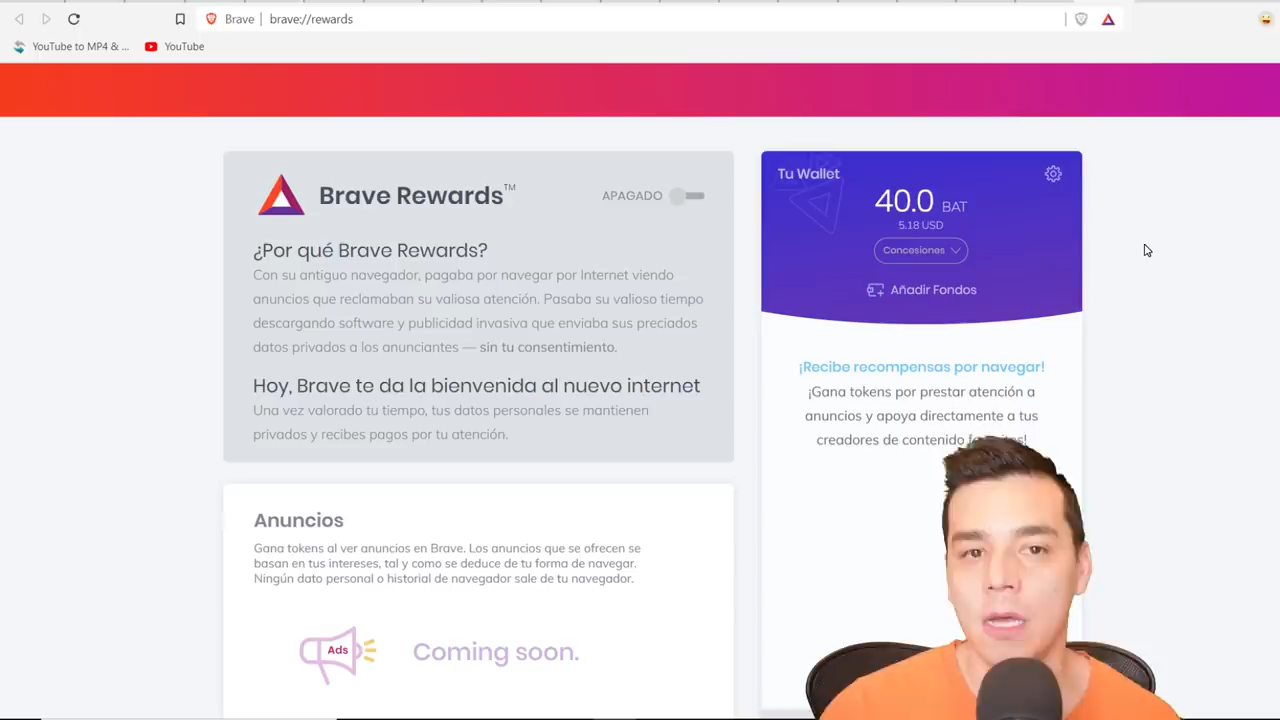 Brave
brave://rewards
YouTube to MP4 & ...
YouTube
Brave Rewards™
APAGADO
¿Por qué Brave Rewards?
Con su antiguo navegador, pagaba por navegar por Internet viendo
anuncios que reclamaban su valiosa atención. Pasaba su valioso tiempo
descargando software y publicidad invasiva que enviaba sus preciados
datos privados a los anunciantes — sin tu consentimiento.
Hoy, Brave te da la bienvenida al nuevo internet
Una vez valorado tu tiempo, tus datos personales se mantienen
privados y recibes pagos por tu atención.
Anuncios
Gana tokens al ver anuncios en Brave. Los anuncios que se ofrecen se
basan en tus intereses, tal y como se deduce de tu forma de navegar.
Ningún dato personal o historial de navegador sale de tu navegador.
Ads
Coming soon.
Tu Wallet
40.0 BAT
5.18 USD
Concesiones
Añadir Fondos
¡Recibe recompensas por navegar!
¡Gana tokens por prestar atención a
anuncios y apoya directamente a tus
creadores de contenido